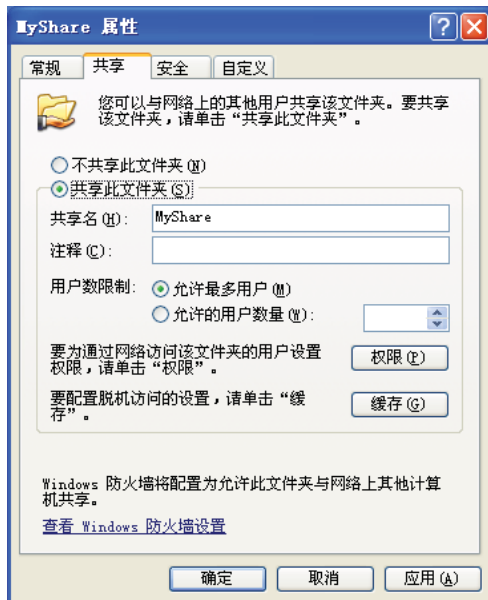 MyShare 属性
常规 共享 安全 自定义
您可以与网络上的其他用户共享该文件夹。要共享
该文件夹，请单击“共享此文件夹”。
不共享此文件夹(N)
共享此文件夹(S)
共享名(H): MyShare
注释(C):
用户数限制: 允许最多用户(M)
允许的用户数量(W):
要为通过网络访问该文件夹的用户设置
权限，请单击“权限”。
权限(P)
要配置脱机访问的设置，请单击“缓
存”。
缓存(G)
Windows 防火墙将配置为允许此文件夹与网络上其他计算
机共享。
查看 Windows 防火墙设置
确定 取消 应用(A)